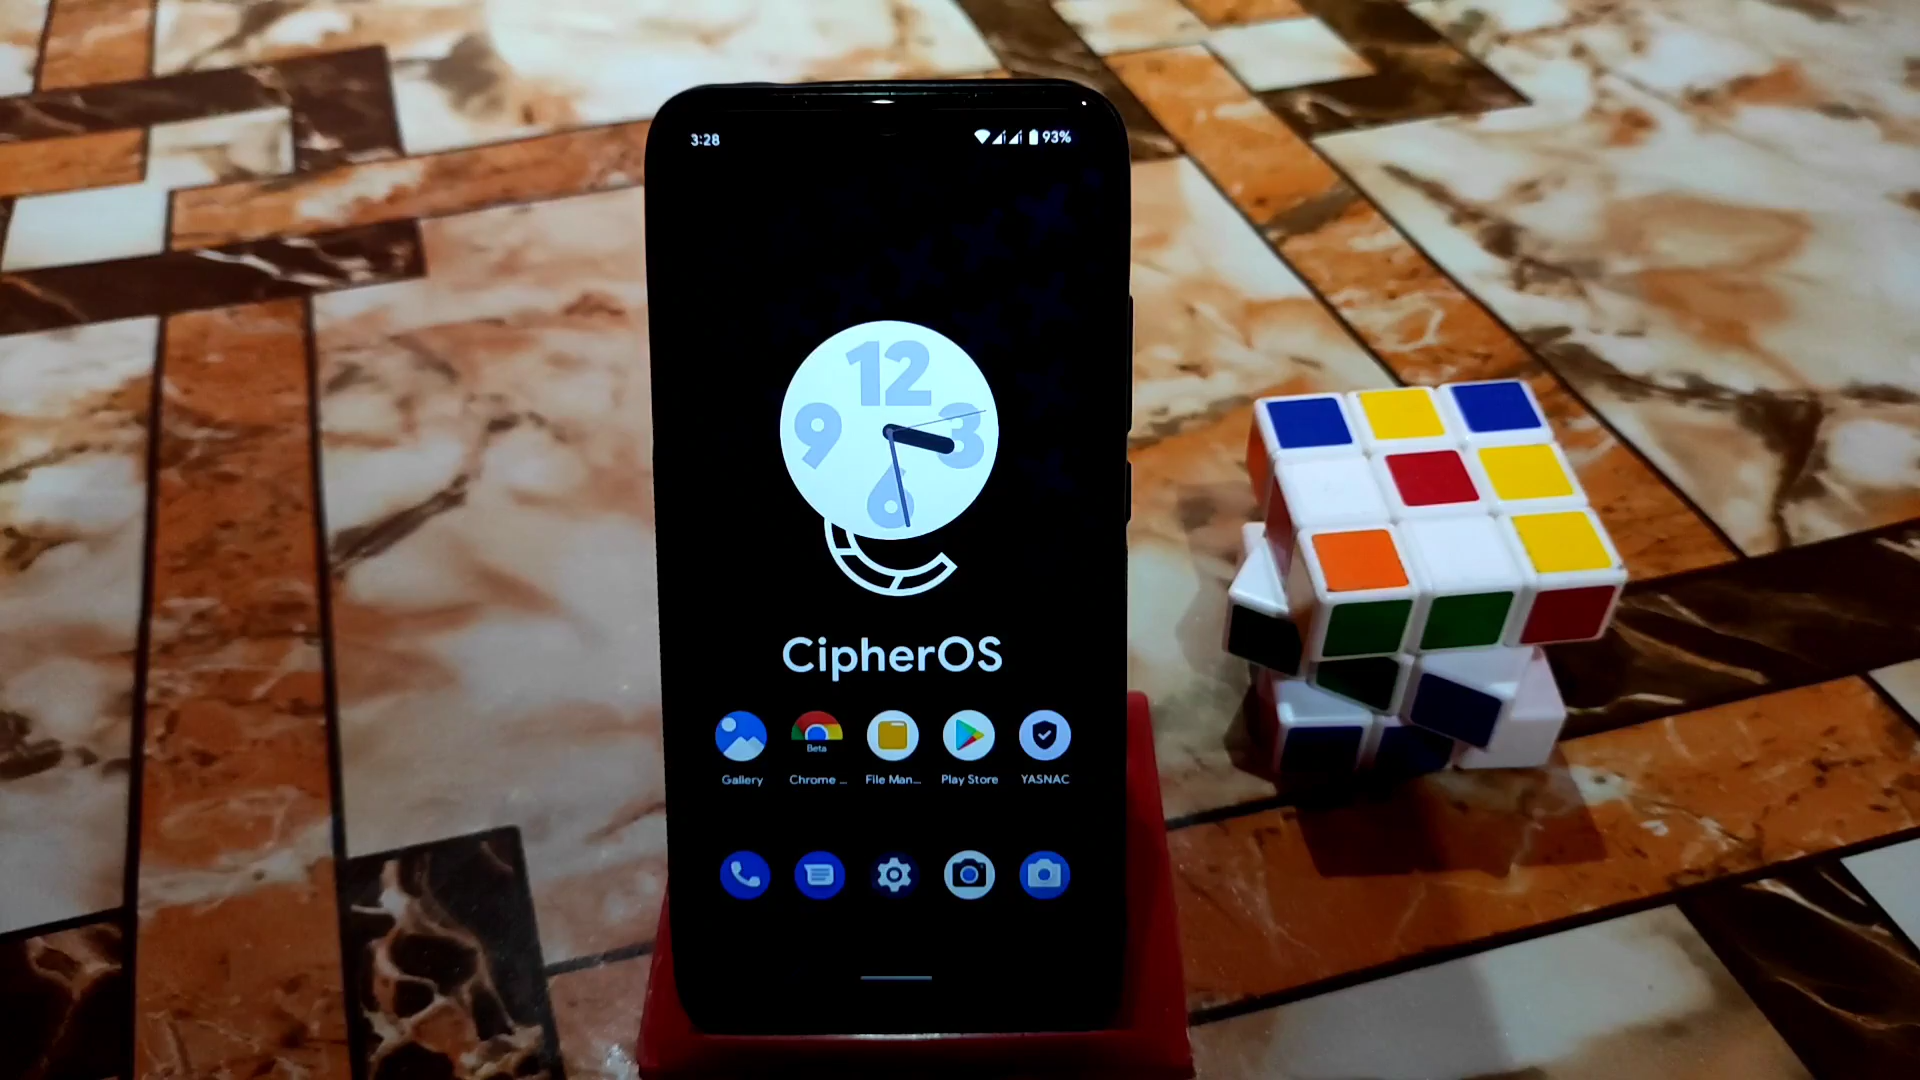 3:28
93%
12
9
3
6
CipherOS
Beta
Gallery
Chrome ...
File Man...
Play Store
YASNAC